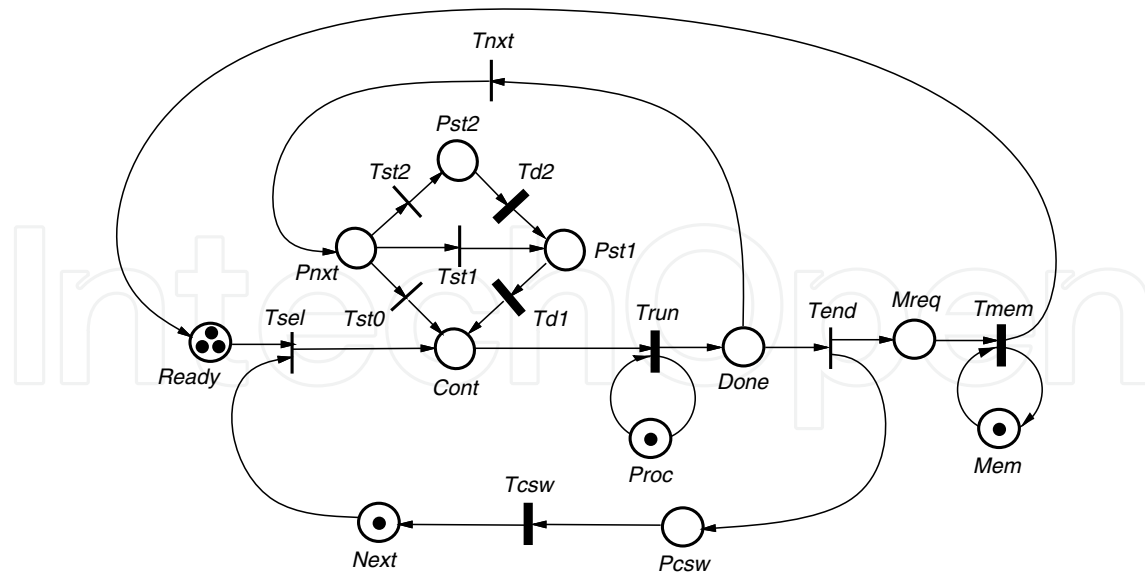 Tnxt
Pst2
Tst2
Td2
Pnxt
Tst1
Pst1
Tst0
Td1
Tsel
Trun
Tend
Mreq
Tmem
Ready
Cont
Done
Proc
Mem
Tcsw
Next
Pcsw
IntechOpen